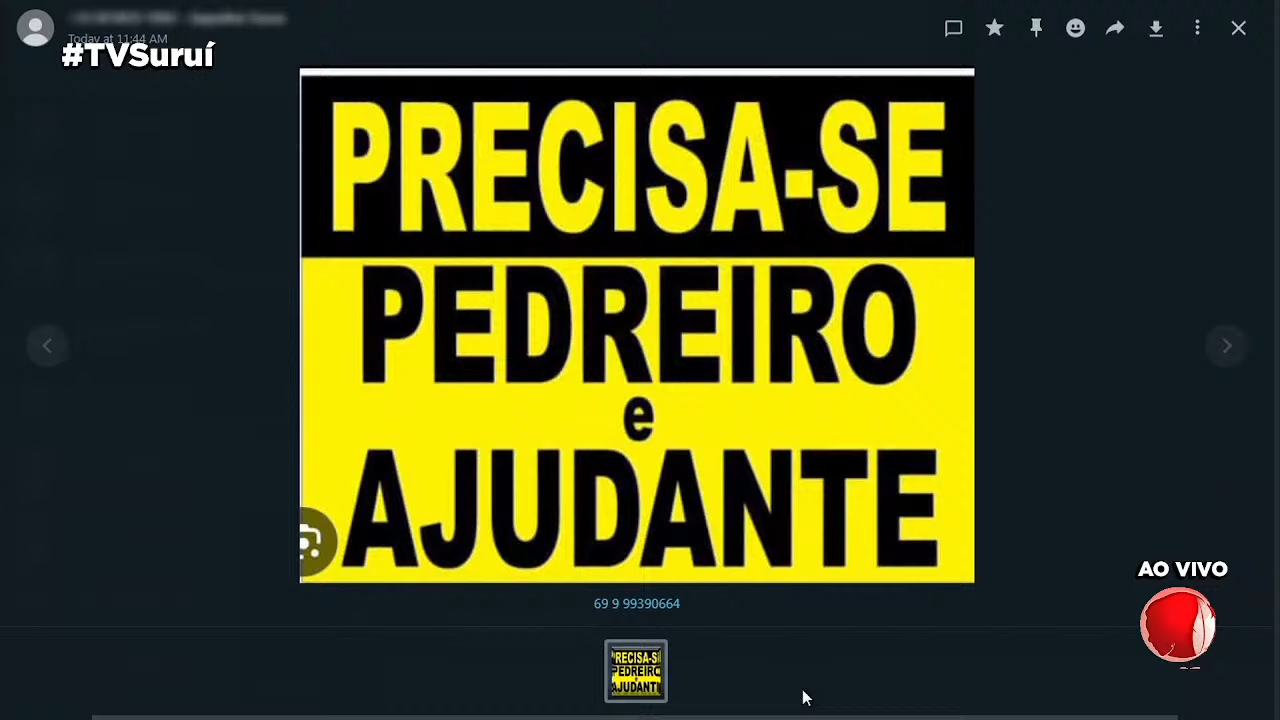 Today at 11:44 AM
#TVSuruí
PRECISA-SE
PEDREIRO
e
AJUDANTE
69 9 99390664
AO VIVO
PRECISA-SE
PEDREIRO
e
AJUDANTE